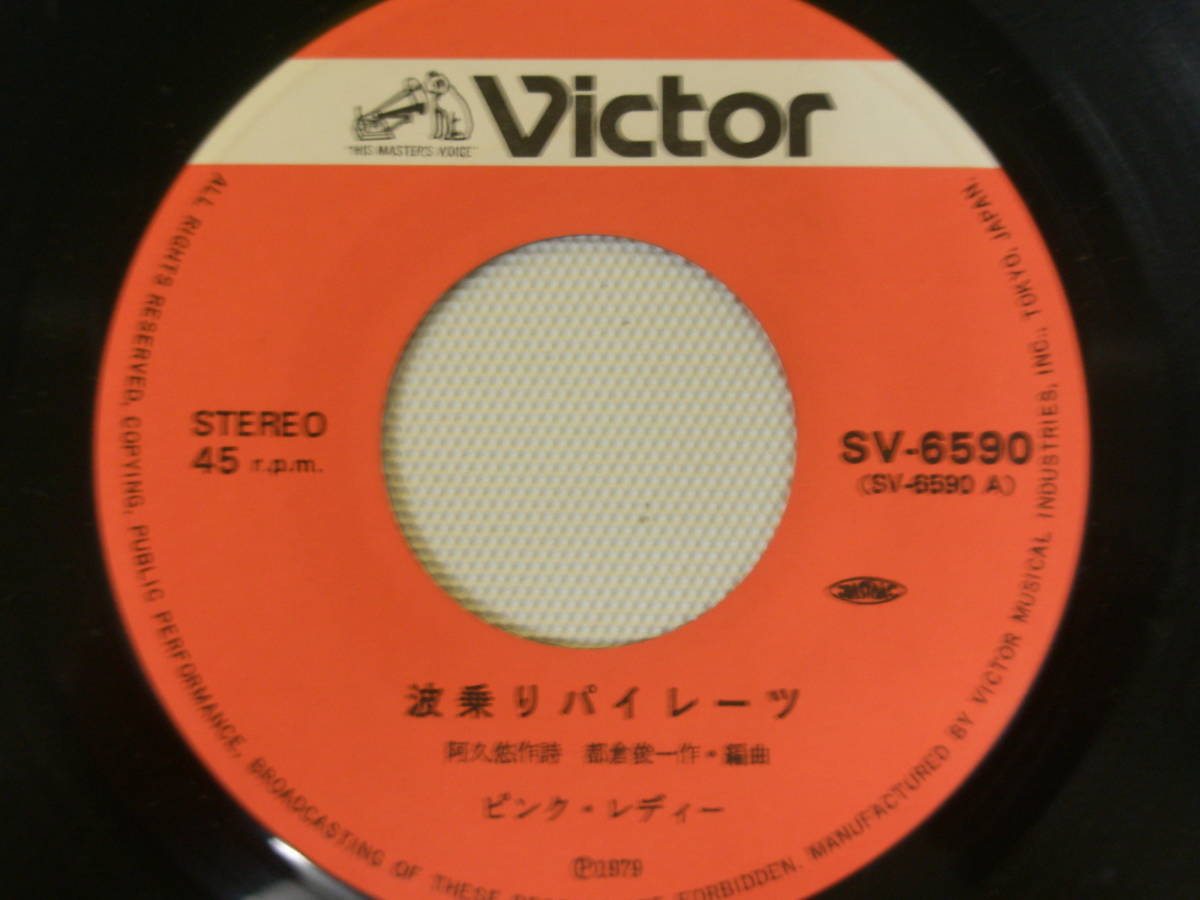 "HIS MASTER'S VOICE"
Victor
STEREO
45 r.p.m.
SV-6590
(SV-6590 A)
波乗りパイレーツ
阿久悠作詩 都倉俊一作・編曲
ピンク・レディー
Ⓟ1979
ALL RIGHTS RESERVED, COPYING, PUBLIC PERFORMANCE, BROADCASTING OF THESE FORBIDDEN. MANUFACTURED BY VICTOR MUSICAL INDUSTRIES, INC., TOKYO, JAPAN.